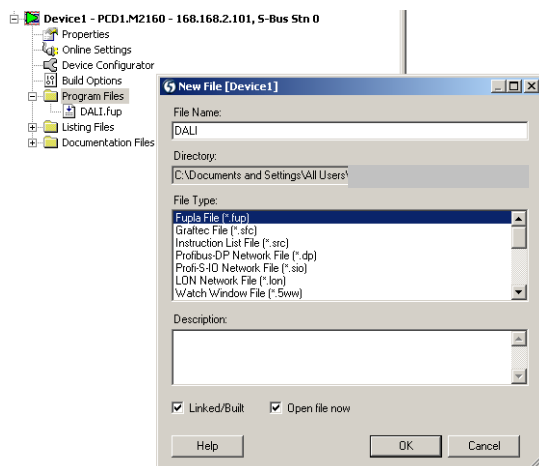 Device1 - PCD1.M2160 - 168.168.2.101, S-Bus Stn 0
Properties
Online Settings
Device Configurator
Build Options
Program Files
DALI.fup
Listing Files
Documentation Files
New File [Device1]
File Name:
DALI
Directory:
C:\Documents and Settings\All Users\
File Type:
Fupla File (*.fup)
Graftec File (*.sfc)
Instruction List File (*.src)
Profibus-DP Network File (*.dp)
Profi-S-IO Network File (*.sio)
LON Network File (*.lon)
Watch Window File (*.5ww)
Description:
Linked/Built Open file now
Help OK Cancel